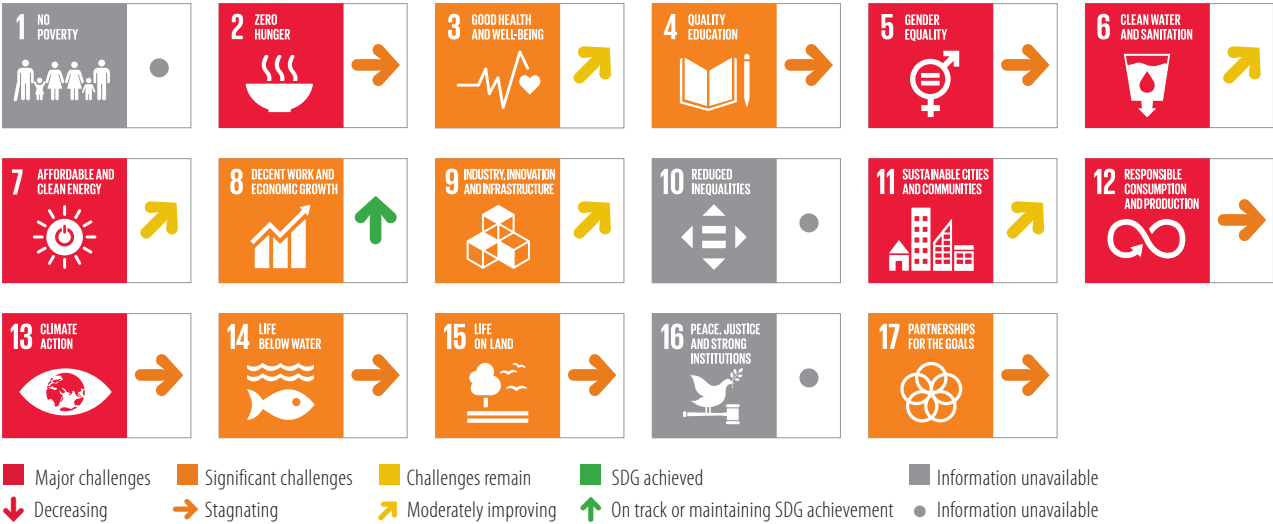 1 NO POVERTY
2 ZERO HUNGER
3 GOOD HEALTH AND WELL-BEING
4 QUALITY EDUCATION
5 GENDER EQUALITY
6 CLEAN WATER AND SANITATION
7 AFFORDABLE AND CLEAN ENERGY
8 DECENT WORK AND ECONOMIC GROWTH
9 INDUSTRY, INNOVATION AND INFRASTRUCTURE
10 REDUCED INEQUALITIES
11 SUSTAINABLE CITIES AND COMMUNITIES
12 RESPONSIBLE CONSUMPTION AND PRODUCTION
13 CLIMATE ACTION
14 LIFE BELOW WATER
15 LIFE ON LAND
16 PEACE, JUSTICE AND STRONG INSTITUTIONS
17 PARTNERSHIPS FOR THE GOALS
Major challenges Significant challenges Challenges remain SDG achieved Information unavailable
Decreasing Stagnating Moderately improving On track or maintaining SDG achievement Information unavailable